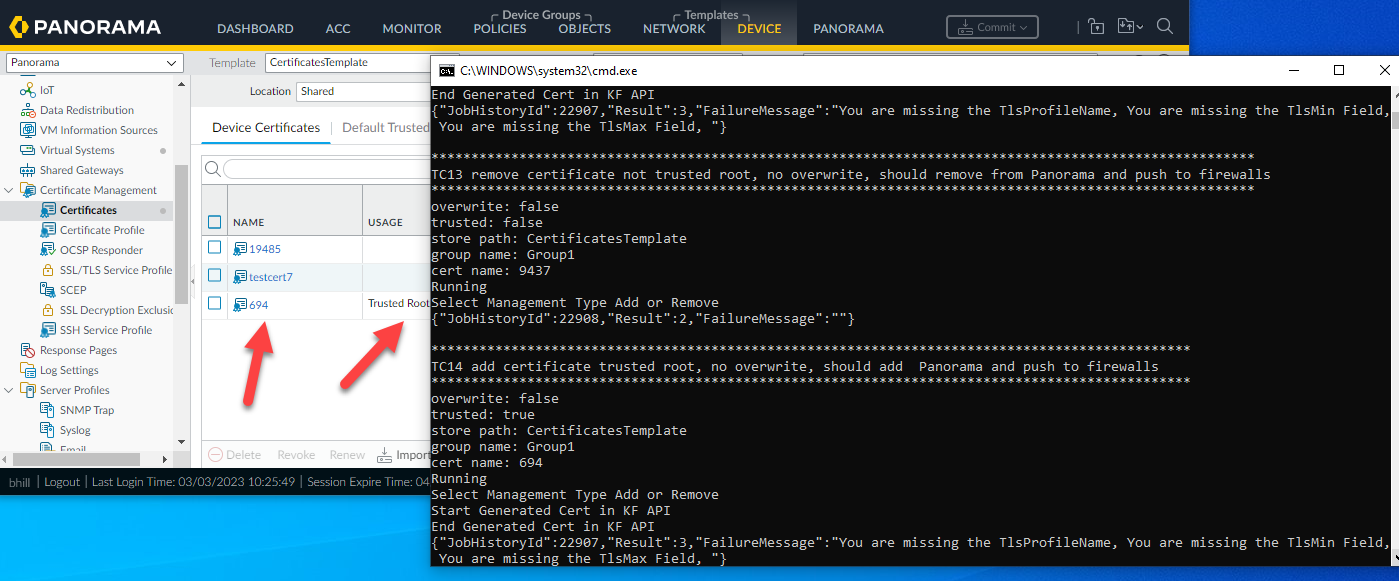 PANORAMA
DASHBOARD
ACC
MONITOR
Device Groups
POLICIES
OBJECTS
Templates
NETWORK
DEVICE
PANORAMA
Commit
Panorama
Template
CertificatesTemplate
Location
Shared
IoT
Data Redistribution
VM Information Sources
Virtual Systems
Shared Gateways
Certificate Management
Certificates
Certificate Profile
OCSP Responder
SSL/TLS Service Profile
SCEP
SSL Decryption Exclusio
SSH Service Profile
Response Pages
Log Settings
Server Profiles
SNMP Trap
Syslog
Email
Device Certificates
Default Trusted
NAME
USAGE
19485
testcert7
694
Trusted Root
Delete
Revoke
Renew
Import
bhill | Logout | Last Login Time: 03/03/2023 10:25:49 | Session Expire Time: 04
C:\WINDOWS\system32\cmd.exe
End Generated Cert in KF API
{"JobHistoryId":22907,"Result":3,"FailureMessage":"You are missing the TlsProfileName, You are missing the TlsMin Field,
You are missing the TlsMax Field, "}
*******************************************************************************************************
TC13 remove certificate not trusted root, no overwrite, should remove from Panorama and push to firewalls
*******************************************************************************************************
overwrite: false
trusted: false
store path: CertificatesTemplate
group name: Group1
cert name: 9437
Running
Select Management Type Add or Remove
{"JobHistoryId":22908,"Result":2,"FailureMessage":""}
***********************************************************************************************
TC14 add certificate trusted root, no overwrite, should add  Panorama and push to firewalls
***********************************************************************************************
overwrite: false
trusted: true
store path: CertificatesTemplate
group name: Group1
cert name: 694
Running
Select Management Type Add or Remove
Start Generated Cert in KF API
End Generated Cert in KF API
{"JobHistoryId":22907,"Result":3,"FailureMessage":"You are missing the TlsProfileName, You are missing the TlsMin Field,
You are missing the TlsMax Field, "}